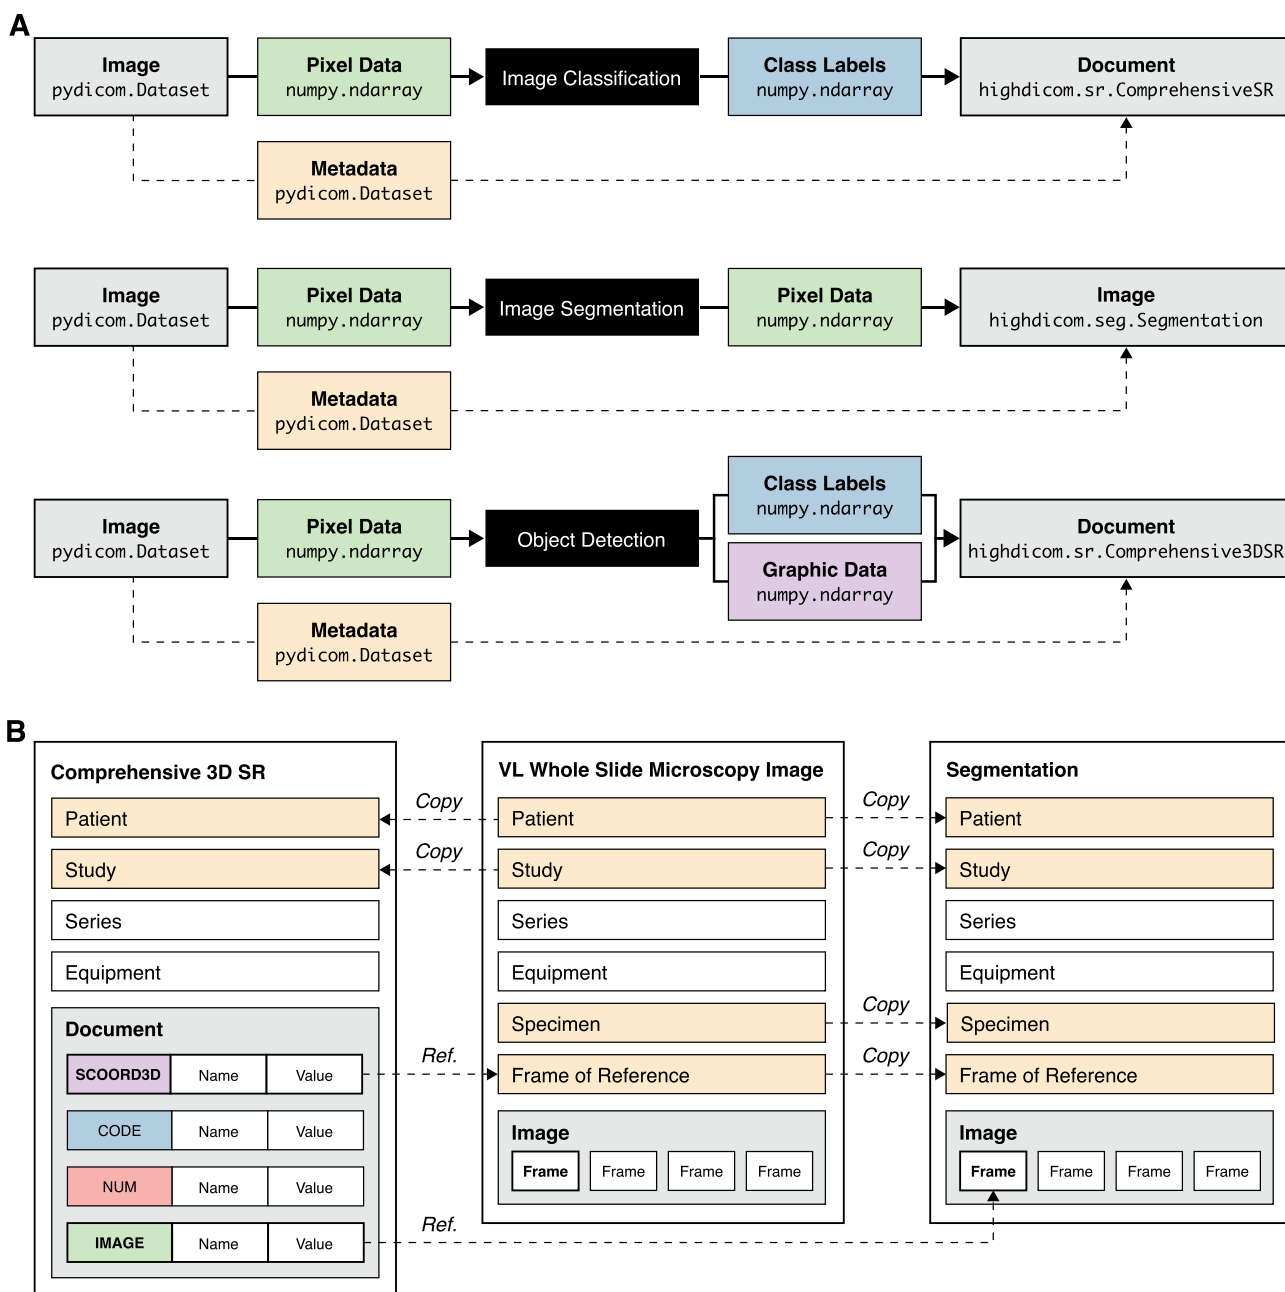 A
Image
pydicom.Dataset
Pixel Data
numpy.ndarray
Image Classification
Class Labels
numpy.ndarray
Document
highdicom.sr.ComprehensiveSR
Metadata
pydicom.Dataset
Image
pydicom.Dataset
Pixel Data
numpy.ndarray
Image Segmentation
Pixel Data
numpy.ndarray
Image
highdicom.seg.Segmentation
Metadata
pydicom.Dataset
Image
pydicom.Dataset
Pixel Data
numpy.ndarray
Object Detection
Class Labels
numpy.ndarray
Graphic Data
numpy.ndarray
Document
highdicom.sr.Comprehensive3DSR
Metadata
pydicom.Dataset
B
Comprehensive 3D SR
Patient
Study
Series
Equipment
Document
SCOORD3D Name Value
CODE Name Value
NUM Name Value
IMAGE Name Value
Copy
Copy
Ref.
Ref.
VL Whole Slide Microscopy Image
Patient
Study
Series
Equipment
Specimen
Frame of Reference
Image
Frame Frame Frame Frame
Copy
Copy
Copy
Copy
Segmentation
Patient
Study
Series
Equipment
Specimen
Frame of Reference
Image
Frame Frame Frame Frame